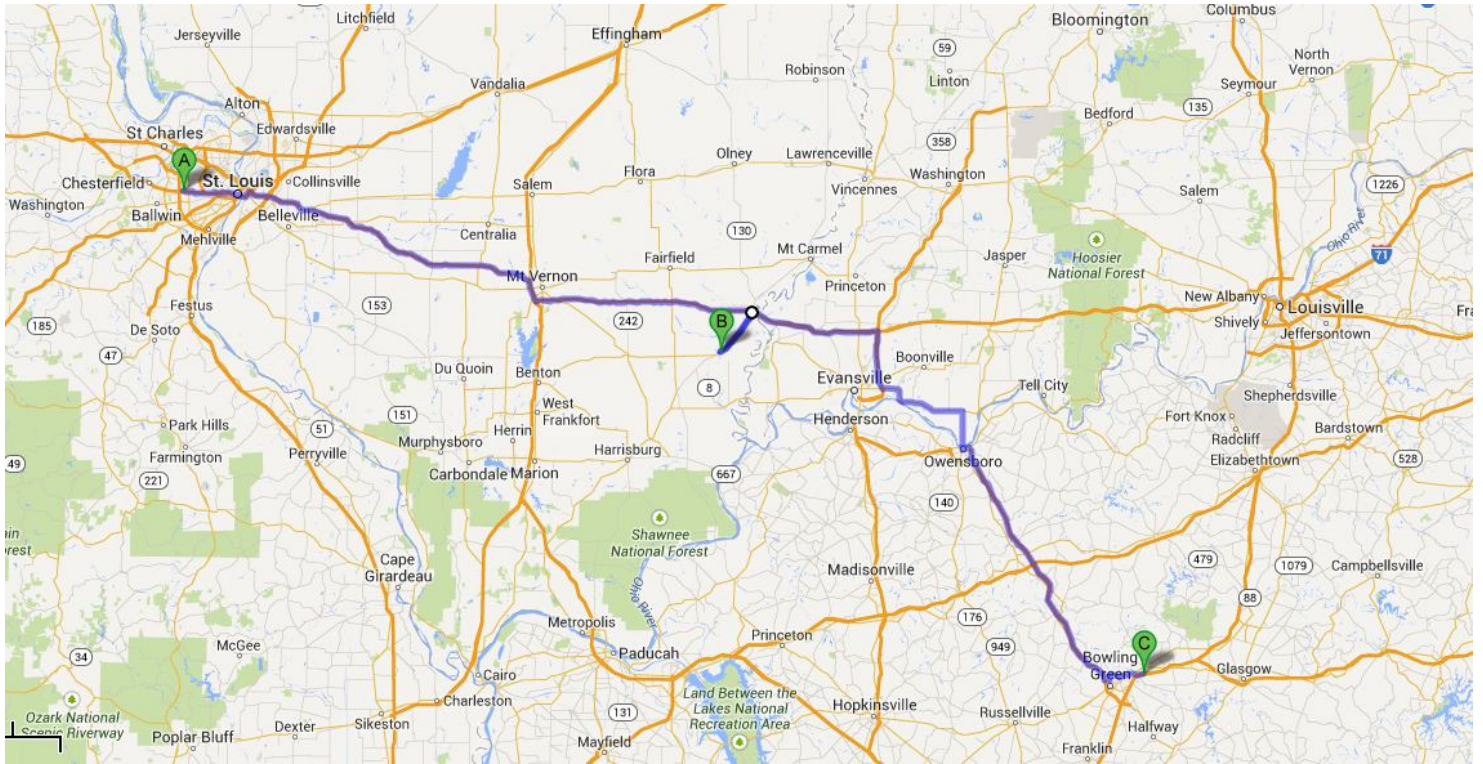 Litchfield
Jerseyville
Effingham
Bloomington
Columbus
59
Linton
North
Vernon
Robinson
Seymour
Vandalia
Alton
Bedford
135
St Charles
Edwardsville
358
A
Olney
Lawrenceville
Washington
Chesterfield
St. Louis
Collinsville
Flora
Salem
Vincennes
Salem
1226
Washington
Ballwin
Belleville
Mehlville
Centralia
130
Ohio River
Mt Carmel
Fairfield
Jasper
Hoosier
National Forest
71
Mt Vernon
Princeton
153
Festus
New Albany
Louisville
185
De Soto
242
B
Shively
Jeffersontown
47
Du Quoin
Benton
8
Boonville
Evansville
Tell City
Shepherdsville
151
West
Frankfort
Henderson
Fort Knox
Park Hills
51
Murphysboro
Herrin
Radcliff
Bardstown
49
Farmington
Perryville
Harrisburg
Owensboro
Elizabethtown
528
221
Carbondale
Marion
667
140
Shawnee
National Forest
Cape
Girardeau
Ohio
River
Madisonville
479
1079
Campbellsville
88
Metropolis
Princeton
176
949
C
34
McGee
Paducah
Bowling
Green
Glasgow
Cairo
Land Between the
Lakes National
Recreation Area
Ozark National
Scenic Riverway
Charleston
131
Hopkinsville
Russellville
Dexter
Sikeston
Halfway
Poplar Bluff
Mayfield
Franklin